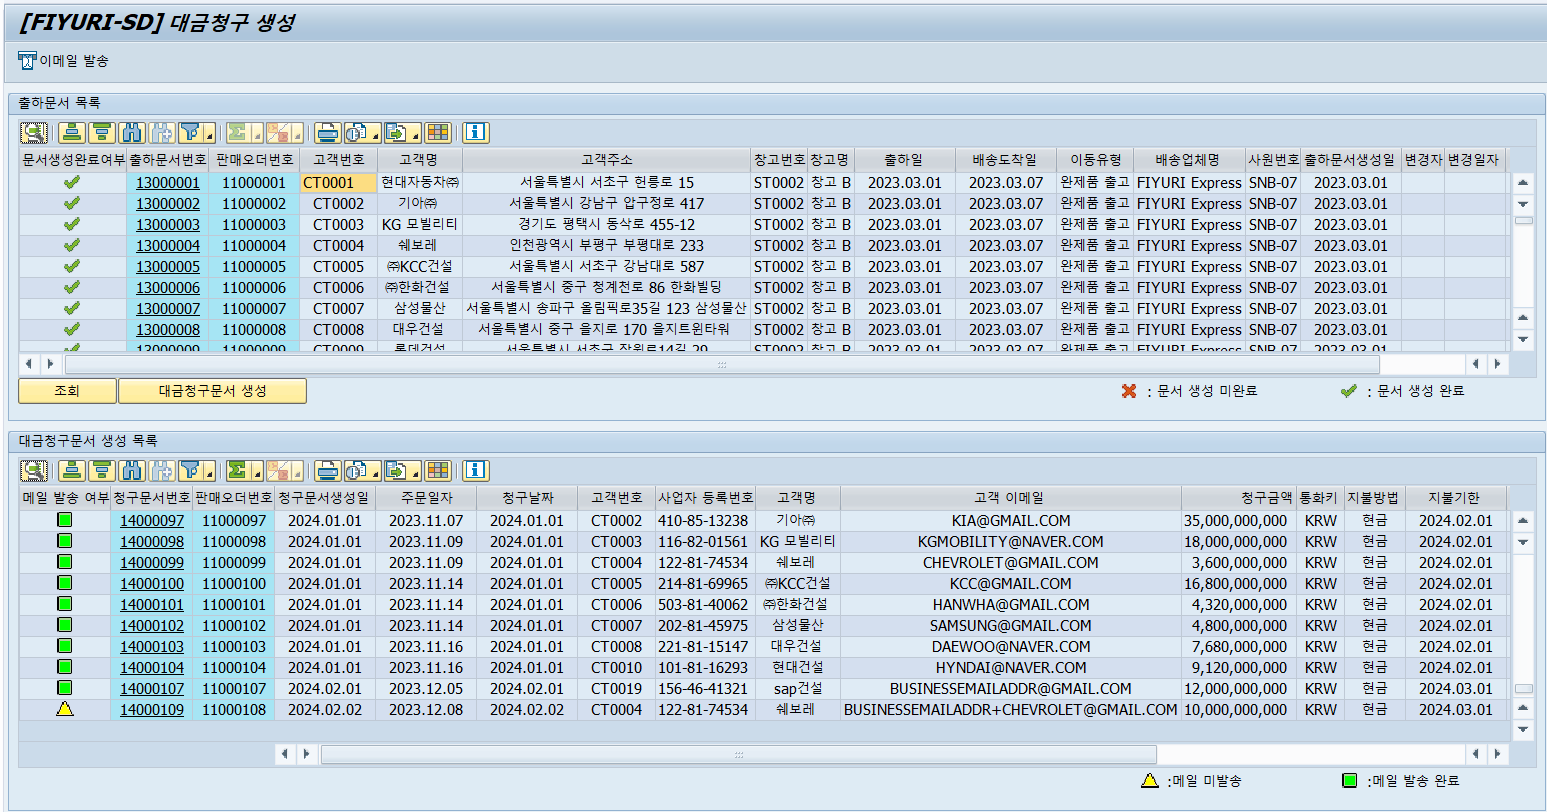 [FIYURI-SD] 대금청구 생성
이메일 발송
출하문서 목록
문서생성완료여부 출하문서번호 판매오더번호 고객번호 고객명 고객주소 창고번호 창고명 출하일 배송도착일 이동유형 배송업체명 사원번호 출하문서생성일 변경자 변경일자
13000001 11000001 CT0001 현대자동차㈜ 서울특별시 서초구 헌릉로 15 ST0002 창고 B 2023.03.01 2023.03.07 완제품 출고 FIYURI Express SNB-07 2023.03.01
13000002 11000002 CT0002 기아㈜ 서울특별시 강남구 압구정로 417 ST0002 창고 B 2023.03.01 2023.03.07 완제품 출고 FIYURI Express SNB-07 2023.03.01
13000003 11000003 CT0003 KG 모빌리티 경기도 평택시 동삭로 455-12 ST0002 창고 B 2023.03.01 2023.03.07 완제품 출고 FIYURI Express SNB-07 2023.03.01
13000004 11000004 CT0004 쉐보레 인천광역시 부평구 부평대로 233 ST0002 창고 B 2023.03.01 2023.03.07 완제품 출고 FIYURI Express SNB-07 2023.03.01
13000005 11000005 CT0005 ㈜KCC건설 서울특별시 서초구 강남대로 587 ST0002 창고 B 2023.03.01 2023.03.07 완제품 출고 FIYURI Express SNB-07 2023.03.01
13000006 11000006 CT0006 ㈜한화건설 서울특별시 중구 청계천로 86 한화빌딩 ST0002 창고 B 2023.03.01 2023.03.07 완제품 출고 FIYURI Express SNB-07 2023.03.01
13000007 11000007 CT0007 삼성물산 서울특별시 송파구 올림픽로35길 123 삼성물산 ST0002 창고 B 2023.03.01 2023.03.07 완제품 출고 FIYURI Express SNB-07 2023.03.01
13000008 11000008 CT0008 대우건설 서울특별시 중구 을지로 170 을지트윈타워 ST0002 창고 B 2023.03.01 2023.03.07 완제품 출고 FIYURI Express SNB-07 2023.03.01
13000009 11000009 CT0009 롯데건설 서울특별시 서초구 잠원로14길 29 ST0002 창고 B 2023.03.01 2023.03.07 완제품 출고 FIYURI Express SNB-07 2023.03.01
조회 대금청구문서 생성 : 문서 생성 미완료 : 문서 생성 완료
대금청구문서 생성 목록
메일 발송 여부 청구문서번호 판매오더번호 청구문서생성일 주문일자 청구날짜 고객번호 사업자 등록번호 고객명 고객 이메일 청구금액 통화키 지불방법 지불기한
14000097 11000097 2024.01.01 2023.11.07 2024.01.01 CT0002 410-85-13238 기아㈜ KIA@GMAIL.COM 35,000,000,000 KRW 현금 2024.02.01
14000098 11000098 2024.01.01 2023.11.09 2024.01.01 CT0003 116-82-01561 KG 모빌리티 KGMOBILITY@NAVER.COM 18,000,000,000 KRW 현금 2024.02.01
14000099 11000099 2024.01.01 2023.11.09 2024.01.01 CT0004 122-81-74534 쉐보레 CHEVROLET@GMAIL.COM 3,600,000,000 KRW 현금 2024.02.01
14000100 11000100 2024.01.01 2023.11.14 2024.01.01 CT0005 214-81-69965 ㈜KCC건설 KCC@GMAIL.COM 16,800,000,000 KRW 현금 2024.02.01
14000101 11000101 2024.01.01 2023.11.14 2024.01.01 CT0006 503-81-40062 ㈜한화건설 HANWHA@GMAIL.COM 4,320,000,000 KRW 현금 2024.02.01
14000102 11000102 2024.01.01 2023.11.14 2024.01.01 CT0007 202-81-45975 삼성물산 SAMSUNG@GMAIL.COM 4,800,000,000 KRW 현금 2024.02.01
14000103 11000103 2024.01.01 2023.11.16 2024.01.01 CT0008 221-81-15147 대우건설 DAEWOO@NAVER.COM 7,680,000,000 KRW 현금 2024.02.01
14000104 11000104 2024.01.01 2023.11.16 2024.01.01 CT0010 101-81-16293 현대건설 HYNDAI@NAVER.COM 9,120,000,000 KRW 현금 2024.02.01
14000107 11000107 2024.02.01 2023.12.05 2024.02.01 CT0019 156-46-41321 sap건설 BUSINESSEMAILADDR@GMAIL.COM 12,000,000,000 KRW 현금 2024.03.01
14000109 11000108 2024.02.02 2023.12.08 2024.02.02 CT0004 122-81-74534 쉐보레 BUSINESSEMAILADDR+CHEVROLET@GMAIL.COM 10,000,000,000 KRW 현금 2024.03.01
:메일 미발송 :메일 발송 완료